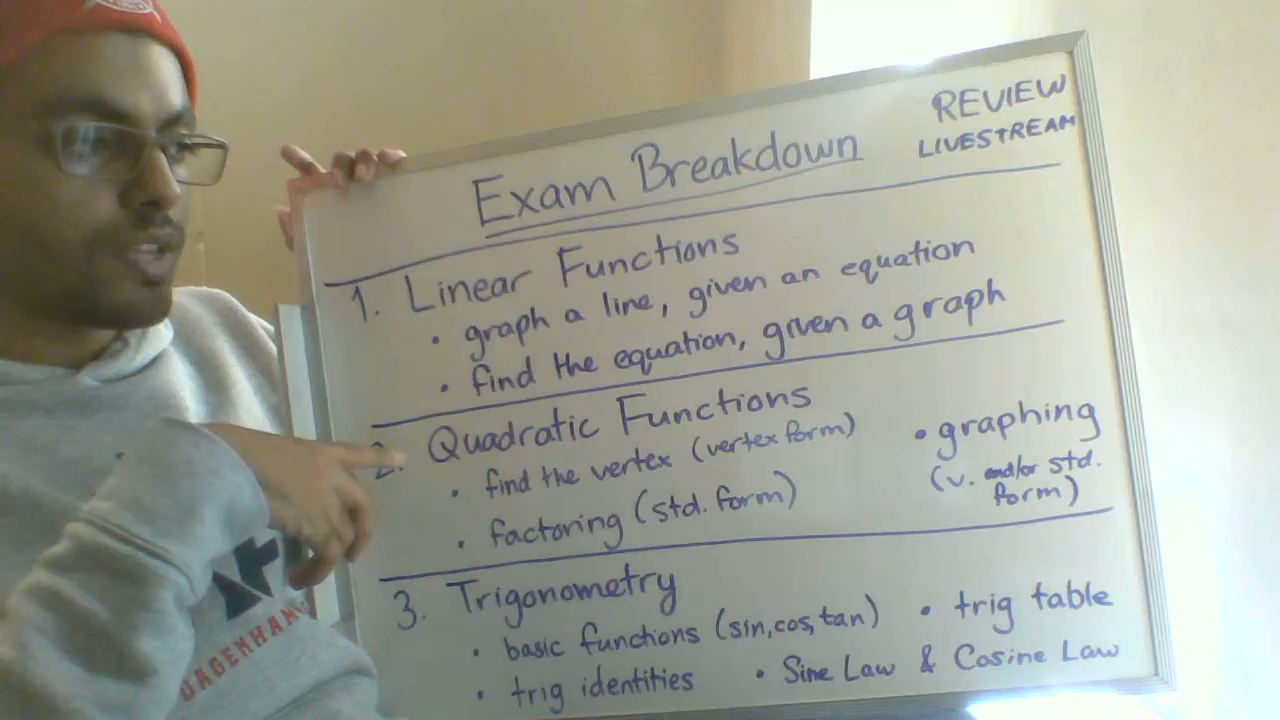 REVIEW
LIVESTREAM
Exam Breakdown
1. Linear Functions
• graph a line, given an equation
• find the equation, given a graph
2. Quadratic Functions
• find the vertex (vertex form)
• factoring (std. form)
• graphing
(v. and/or std.
form)
3. Trigonometry
• basic functions (sin, cos, tan)
• trig table
• trig identities
• Sine Law & Cosine Law
DAGENHAM